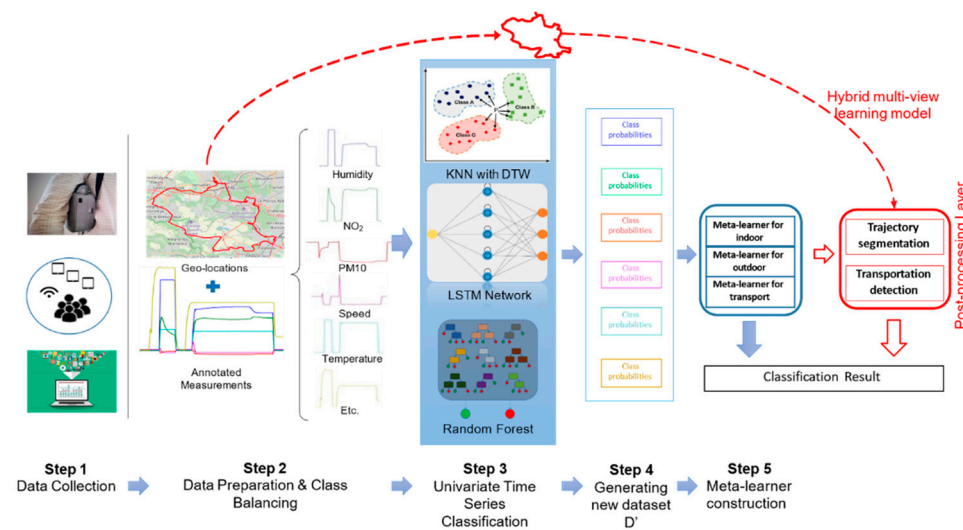 Hybrid multi-view
learning model
Class A
Class B
Class C
KNN with DTW
LSTM Network
Random Forest
Geo-locations
Annotated
Measurements
Humidity
NO2
PM10
Speed
Temperature
Etc.
Class
probabilities
Class
probabilities
Class
probabilities
Class
probabilities
Class
probabilities
Class
probabilities
Meta-learner for
indoor
Meta-learner for
outdoor
Meta-learner for
transport
Trajectory
segmentation
Transportation
detection
Post-processing Layer
Classification Result
Step 1
Data Collection
Step 2
Data Preparation & Class
Balancing
Step 3
Univariate Time
Series
Classification
Step 4
Generating
new dataset
D'
Step 5
Meta-learner
construction